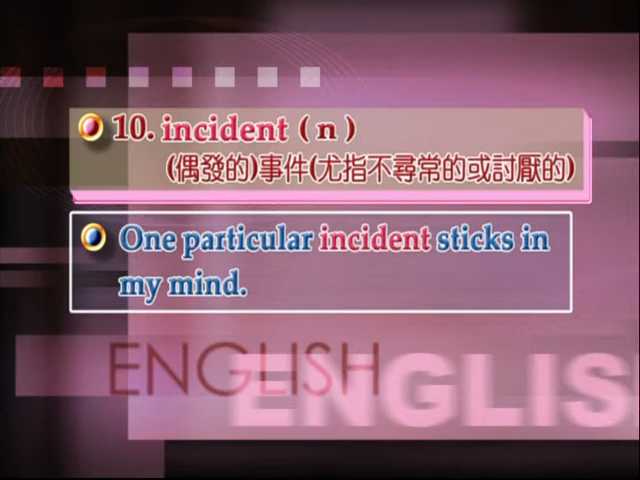 10. incident ( n )
(偶發的)事件(尤指不尋常的或討厭的)
One particular incident sticks in
my mind.
ENGLISH
ENGLIS